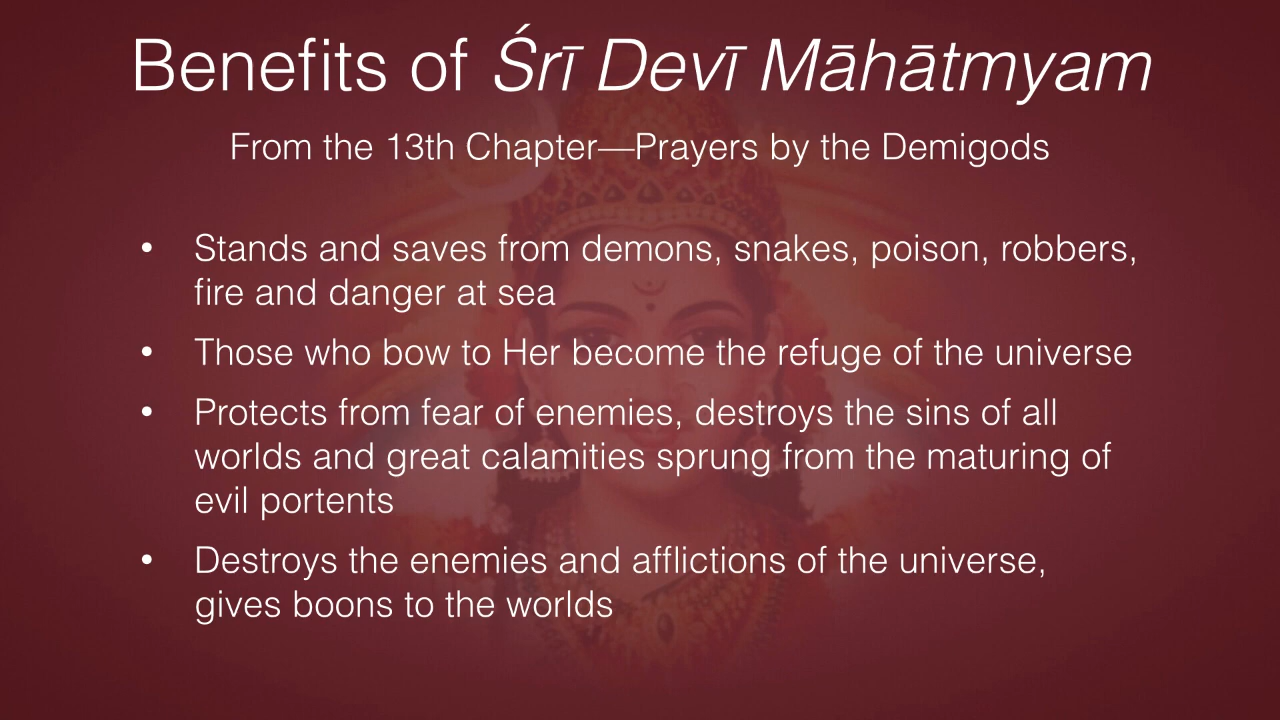 Benefits of Śrī Devī Māhātmyam
From the 13th Chapter—Prayers by the Demigods
• Stands and saves from demons, snakes, poison, robbers,
fire and danger at sea
• Those who bow to Her become the refuge of the universe
• Protects from fear of enemies, destroys the sins of all
worlds and great calamities sprung from the maturing of
evil portents
• Destroys the enemies and afflictions of the universe,
gives boons to the worlds